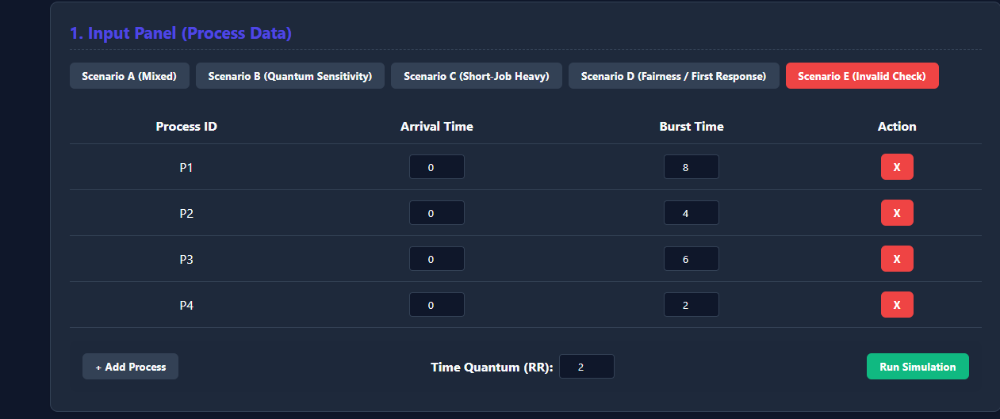 1. Input Panel (Process Data)
Scenario A (Mixed) Scenario B (Quantum Sensitivity) Scenario C (Short-Job Heavy) Scenario D (Fairness / First Response) Scenario E (Invalid Check)
Process ID Arrival Time Burst Time Action
P1 0 8 X
P2 0 4 X
P3 0 6 X
P4 0 2 X
+ Add Process Time Quantum (RR): 2 Run Simulation